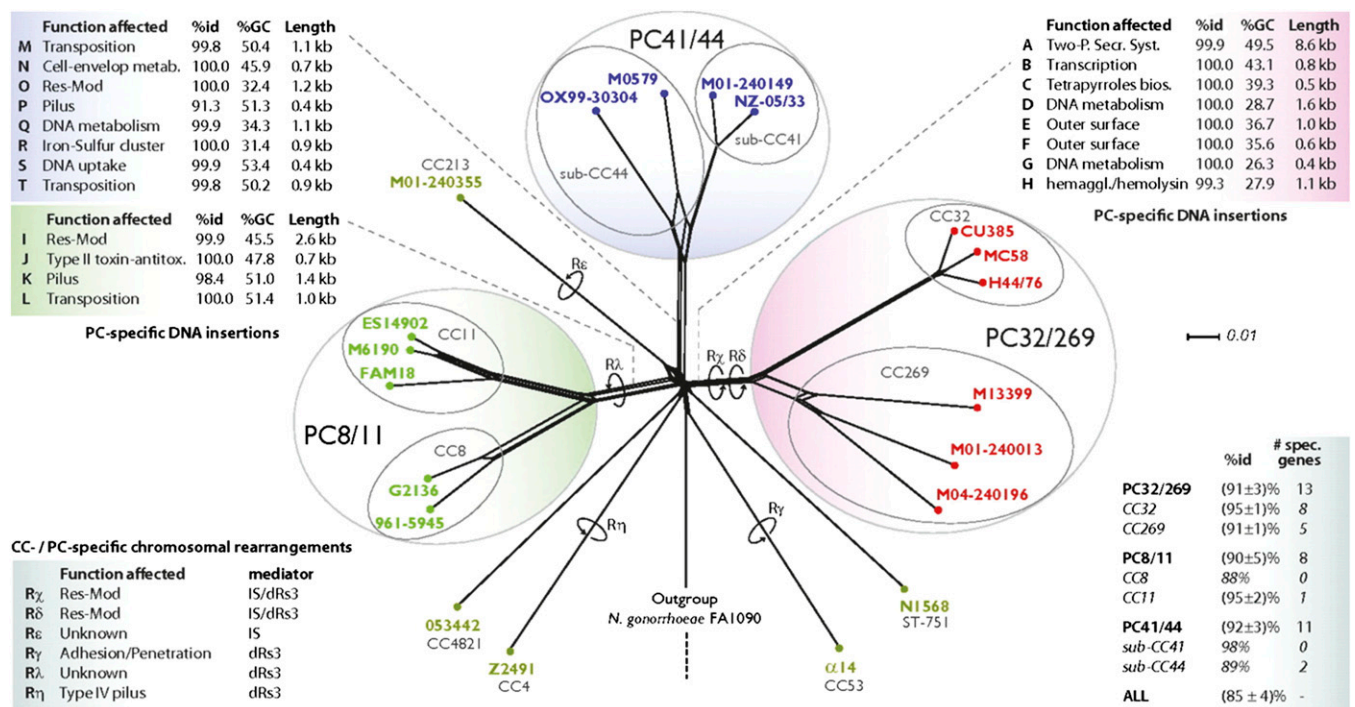 Function affected %id %GC Length
M Transposition 99.8 50.4 1.1 kb
N Cell-envelop metab. 100.0 45.9 0.7 kb
O Res-Mod 100.0 32.4 1.2 kb
P Pilus 91.3 51.3 0.4 kb
Q DNA metabolism 99.9 34.3 1.1 kb
R Iron-Sulfur cluster 100.0 31.4 0.9 kb
S DNA uptake 99.9 53.4 0.4 kb
T Transposition 99.8 50.2 0.9 kb
Function affected %id %GC Length
I Res-Mod 99.9 45.5 2.6 kb
J Type II toxin-antitox. 100.0 47.8 0.7 kb
K Pilus 98.4 51.0 1.4 kb
L Transposition 100.0 51.4 1.0 kb
PC-specific DNA insertions
PC41/44
M0579
OX99-30304
M01-240149
NZ-05/33
sub-CC41
sub-CC44
CC213
M01-240355
Rε
Function affected %id %GC Length
A Two-P. Secr. Syst. 99.9 49.5 8.6 kb
B Transcription 100.0 43.1 0.8 kb
C Tetrapyrroles bios. 100.0 39.3 0.5 kb
D DNA metabolism 100.0 28.7 1.6 kb
E Outer surface 100.0 36.7 1.0 kb
F Outer surface 100.0 35.6 0.6 kb
G DNA metabolism 100.0 26.3 0.4 kb
H hemaggl./hemolysin 99.3 27.9 1.1 kb
PC-specific DNA insertions
CC32
CU385
MC58
H44/76
PC32/269
0.01
CC269
M13399
M01-240013
M04-240196
Rχ Rδ
Rλ
ES14902
CC11
M6190
FAM18
PC8/11
CC8
G2136
961-5945
Rη
Rγ
CC- / PC-specific chromosomal rearrangements
Function affected mediator
Rχ Res-Mod IS/dRs3
Rδ Res-Mod IS/dRs3
Rε Unknown IS
Rγ Adhesion/Penetration dRs3
Rλ Unknown dRs3
Rη Type IV pilus dRs3
053442
CC4821
Z2491
CC4
Outgroup
N. gonorrhoeae FA1090
α14
CC53
N1568
ST-751
%id # spec. genes
PC32/269 (91±3)% 13
CC32 (95±1)% 8
CC269 (91±1)% 5
PC8/11 (90±5)% 8
CC8 88% 0
CC11 (95±2)% 1
PC41/44 (92±3)% 11
sub-CC41 98% 0
sub-CC44 89% 2
ALL (85 ± 4)% -